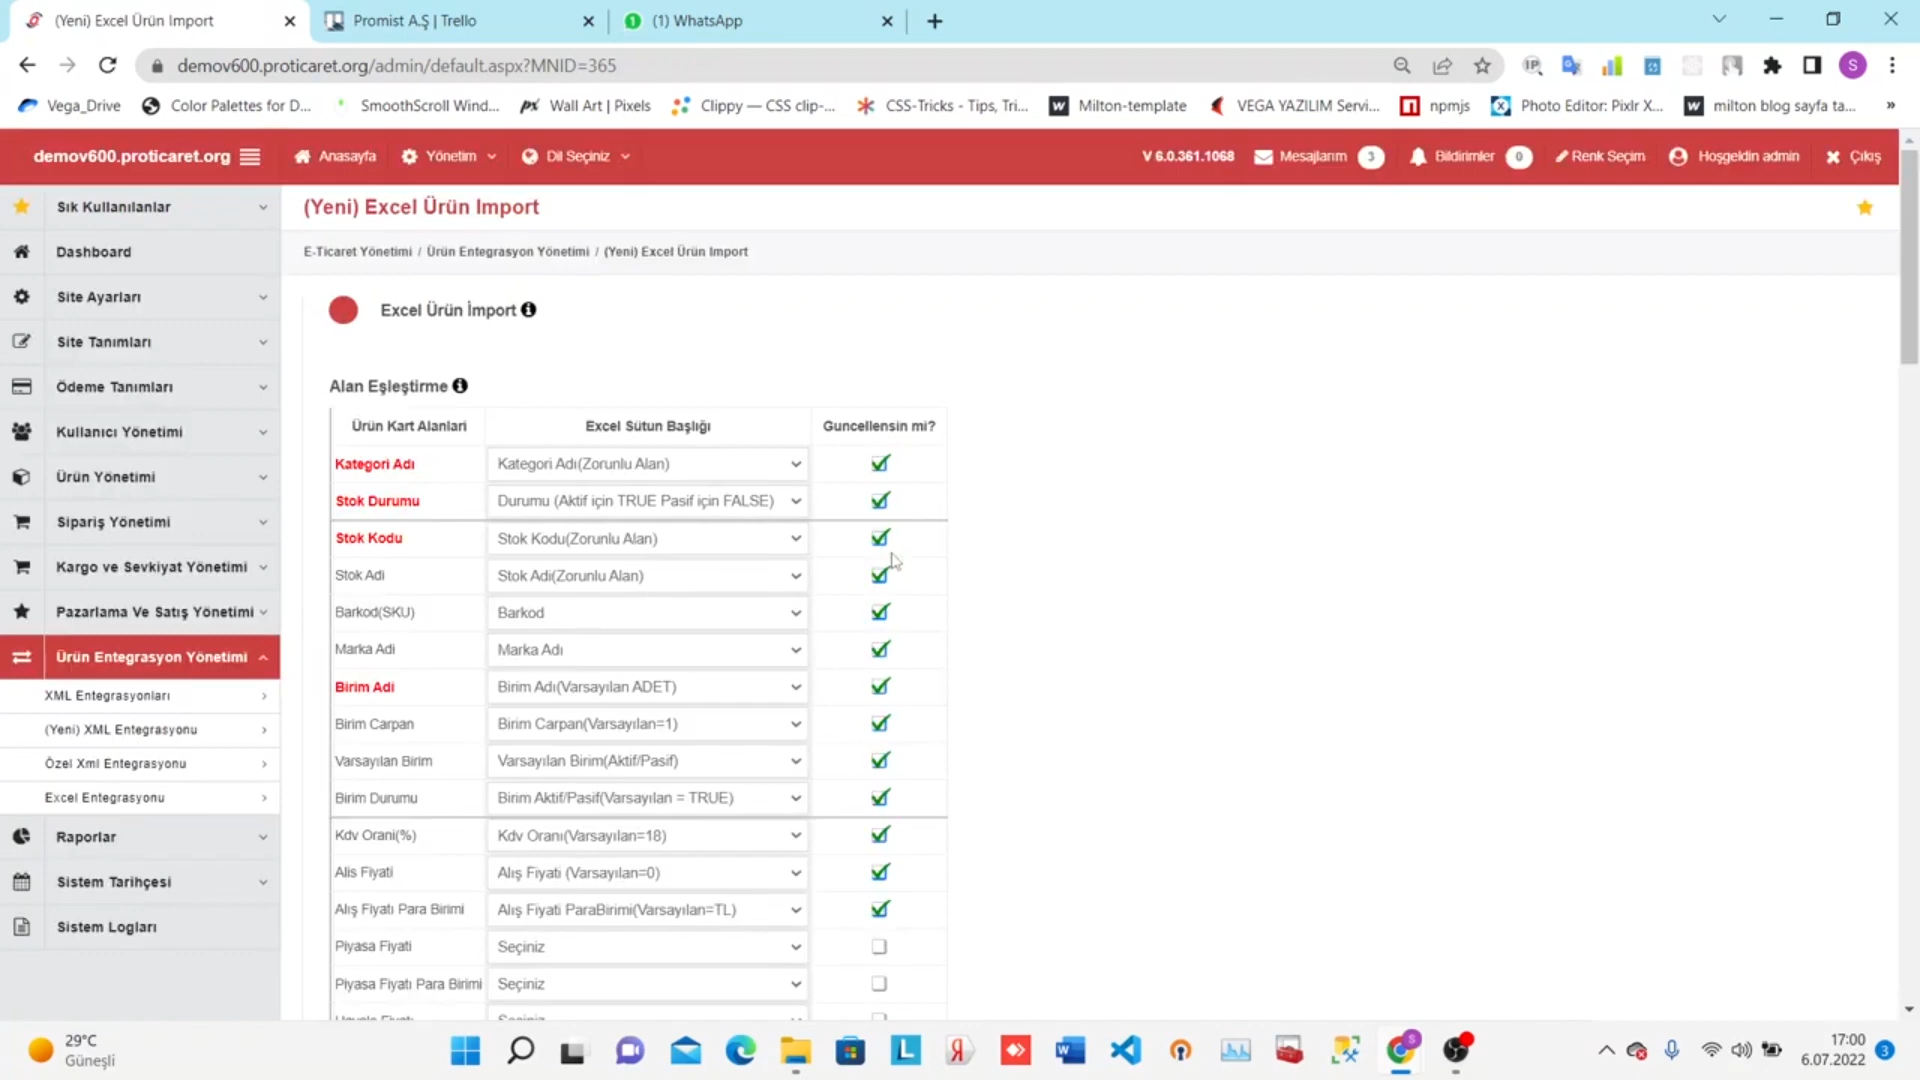 (Yeni) Excel Ürün Import
Promist A.Ş | Trello
1
(1) WhatsApp
demov600.proticaret.org/admin/default.aspx?MNID=365
S
Vega_Drive
Color Palettes for D...
SmoothScroll Wind...
Wall Art | Pixels
Clippy — CSS clip-...
CSS-Tricks - Tips, Tri...
Milton-template
VEGA YAZILIM Servi...
npmjs
Photo Editor: Pixlr X...
milton blog sayfa ta...
»
demov600.proticaret.org
Anasayfa
Yönetim
Dil Seçiniz
V 6.0.361.1068
Mesajlarım 3
Bildirimler 0
Renk Seçim
Hoşgeldin admin
Çıkış
Sık Kullanılanlar
Dashboard
Site Ayarları
Site Tanımları
Ödeme Tanımları
Kullanıcı Yönetimi
Ürün Yönetimi
Sipariş Yönetimi
Kargo ve Sevkiyat Yönetimi
Pazarlama Ve Satış Yönetimi
Ürün Entegrasyon Yönetimi
XML Entegrasyonları
(Yeni) XML Entegrasyonu
Özel Xml Entegrasyonu
Excel Entegrasyonu
Raporlar
Sistem Tarihçesi
Sistem Logları
(Yeni) Excel Ürün Import
E-Ticaret Yönetimi / Ürün Entegrasyon Yönetimi / (Yeni) Excel Ürün Import
Excel Ürün İmport
Alan Eşleştirme
Ürün Kart Alanlari Excel Sütun Başlığı Guncellensin mi?
Kategori Adı Kategori Adı(Zorunlu Alan)
Stok Durumu Durumu (Aktif için TRUE Pasif için FALSE)
Stok Kodu Stok Kodu(Zorunlu Alan)
Stok Adi Stok Adi(Zorunlu Alan)
Barkod(SKU) Barkod
Marka Adi Marka Adı
Birim Adi Birim Adı(Varsayılan ADET)
Birim Carpan Birim Carpan(Varsayılan=1)
Varsayılan Birim Varsayılan Birim(Aktif/Pasif)
Birim Durumu Birim Aktif/Pasif(Varsayılan = TRUE)
Kdv Orani(%) Kdv Oranı(Varsayılan=18)
Alis Fiyati Alış Fiyati (Varsayılan=0)
Alış Fiyatı Para Birimi Alış Fiyati ParaBirimi(Varsayılan=TL)
Piyasa Fiyati Seçiniz
Piyasa Fiyatı Para Birimi Seçiniz
29°C
Güneşli
17:00
6.07.2022
3